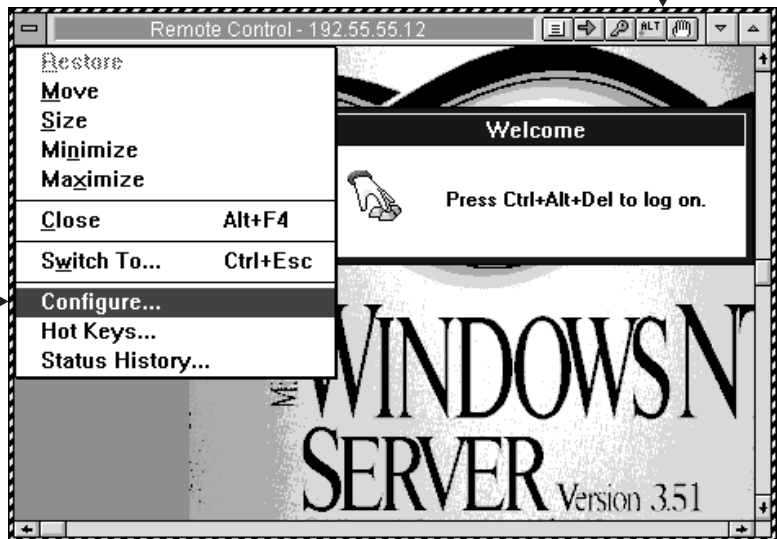 Remote Control - 192.55.55.12
ALT
Restore
Move
Size
Minimize
Maximize
Close Alt+F4
Switch To... Ctrl+Esc
Configure...
Hot Keys...
Status History...
Welcome
Press Ctrl+Alt+Del to log on.
WINDOWS NT
SERVER Version 3.51